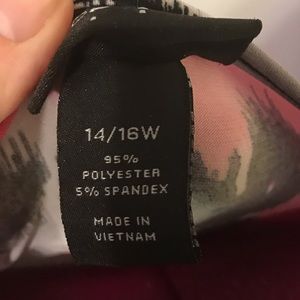 14/16W
95%
POLYESTER
5% SPANDEX
MADE IN
VIETNAM